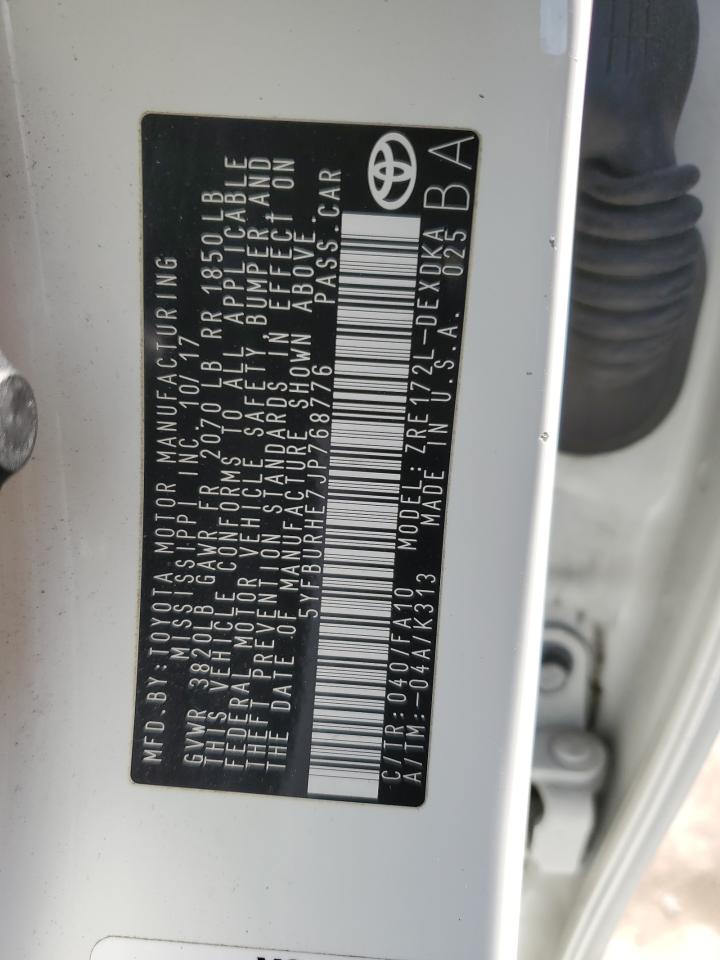 MFD. BY: TOYOTA MOTOR MANUFACTURING
MISSISSIPPI INC. 10/17
GVWR 3820LB GAWR FR 2070 LB RR 1850 LB
THIS VEHICLE CONFORMS TO ALL APPLICABLE
FEDERAL MOTOR VEHICLE SAFETY, BUMPER, AND
THEFT PREVENTION STANDARDS IN EFFECT ON
THE DATE OF MANUFACTURE SHOWN ABOVE.
5YFBURHE7JP768776 PASS. CAR
C/TR: 040/FA10 MODEL: ZRE172L-DEXDKA
A/TM: -04A/K313 MADE IN U.S.A. 025 BA